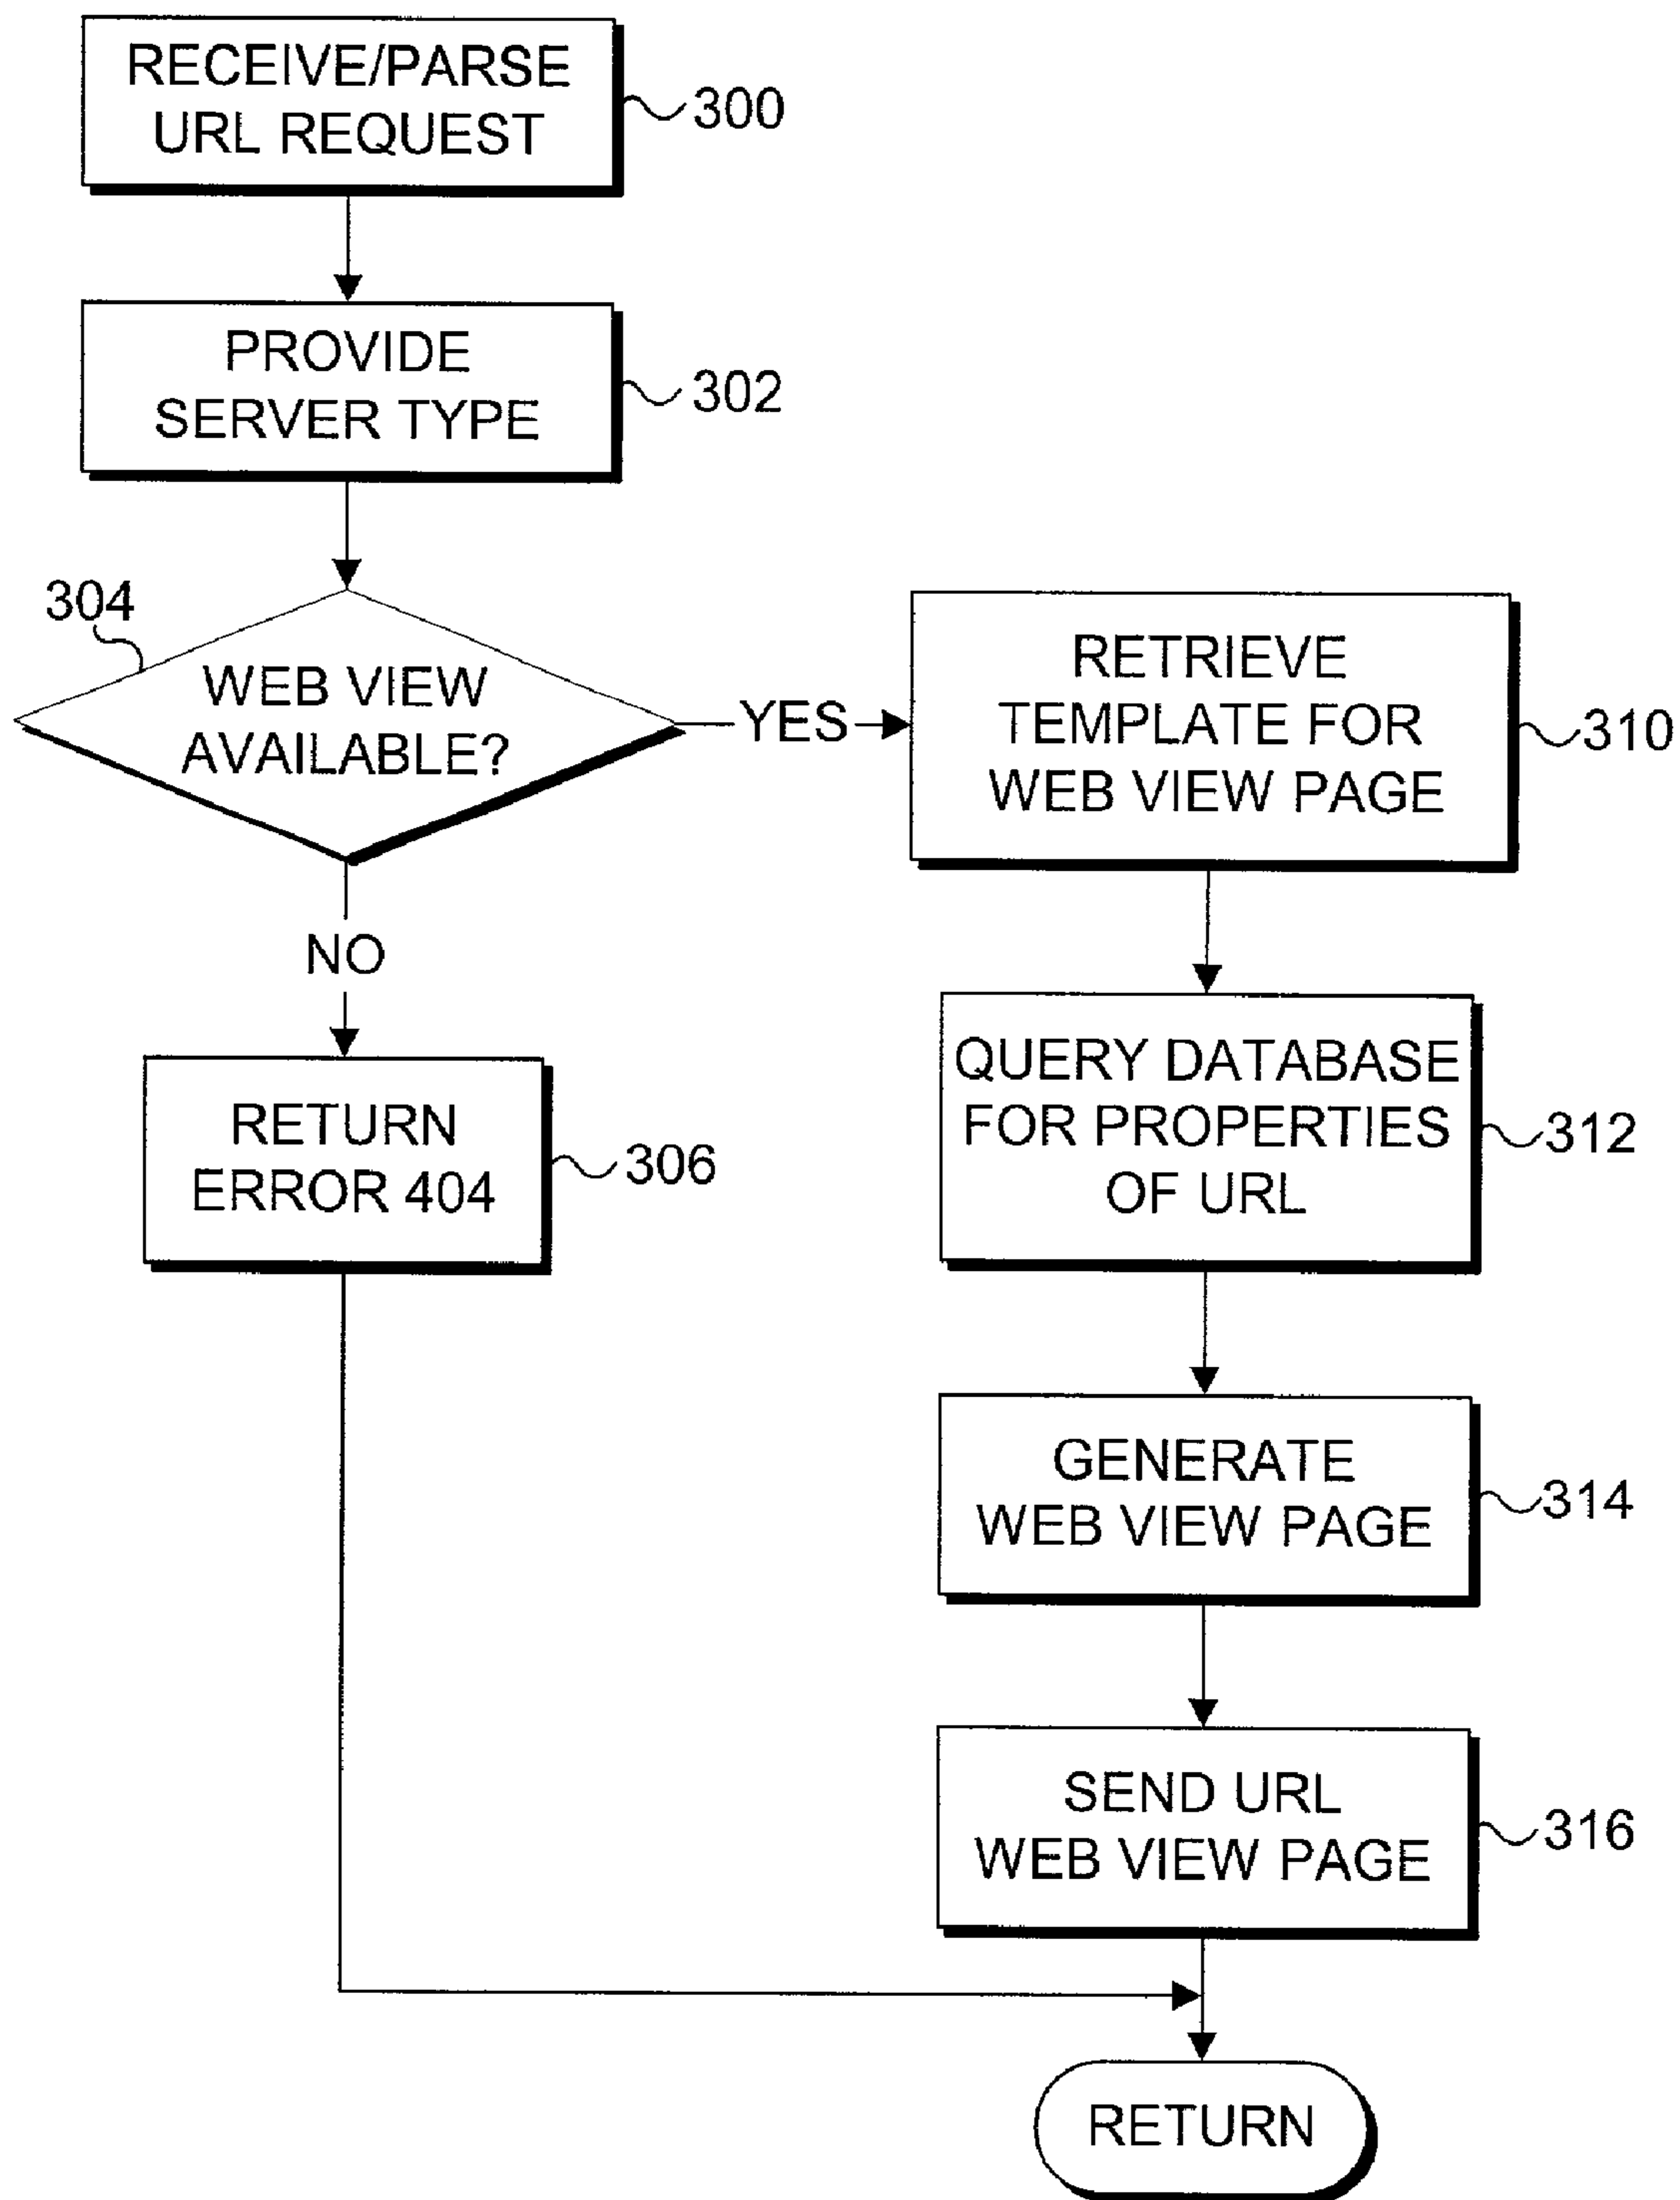 RECEIVE/PARSE
URL REQUEST
300
PROVIDE
SERVER TYPE
302
304
WEB VIEW
AVAILABLE?
YES
NO
RETURN
ERROR 404
306
RETRIEVE
TEMPLATE FOR
WEB VIEW PAGE
310
QUERY DATABASE
FOR PROPERTIES
OF URL
312
GENERATE
WEB VIEW PAGE
314
SEND URL
WEB VIEW PAGE
316
RETURN